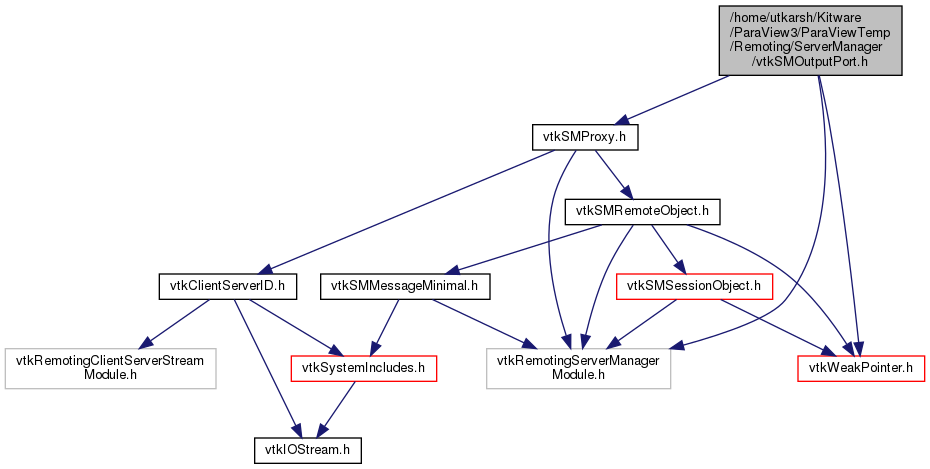 /home/utkarsh/Kitware
/ParaView3/ParaViewTemp
/Remoting/ServerManager
/vtkSMOutputPort.h
vtkSMProxy.h
vtkSMRemoteObject.h
vtkClientServerID.h
vtkSMMessageMinimal.h
vtkSMSessionObject.h
vtkRemotingClientServerStream
Module.h
vtkSystemIncludes.h
vtkRemotingServerManager
Module.h
vtkWeakPointer.h
vtkIOStream.h